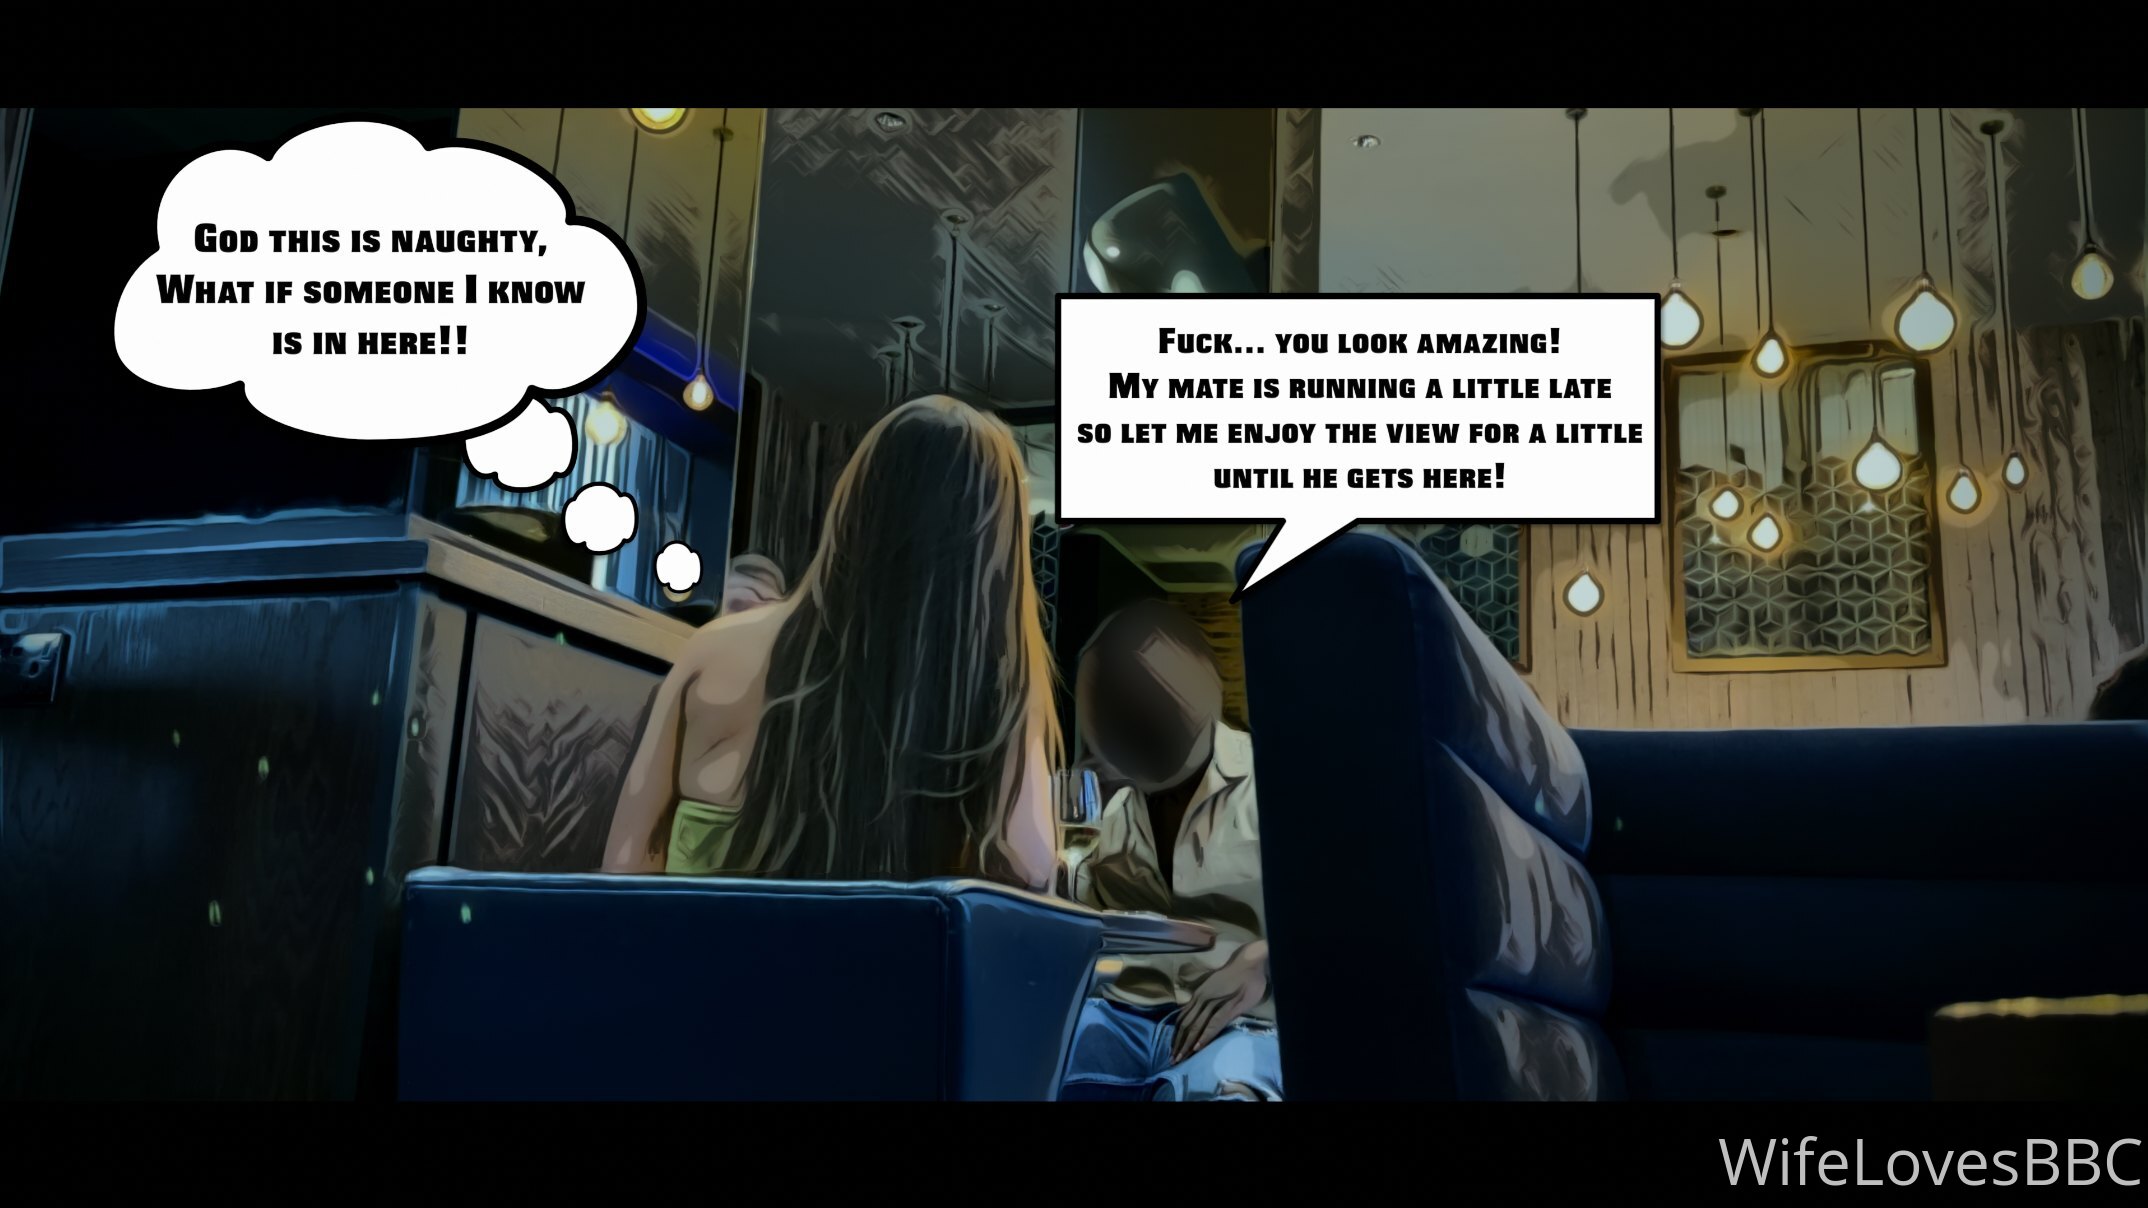 God this is naughty,
What if someone I know
is in here!!
Fuck... you look amazing!
My mate is running a little late
so let me enjoy the view for a little
until he gets here!
WifeLovesBBC